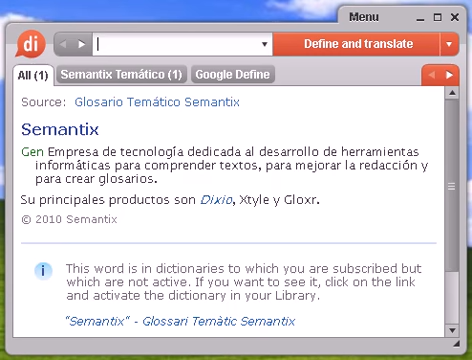 Menu
di
Define and translate
All (1) Semantix Temático (1) Google Define
Source: Glosario Temático Semantix
Semantix
Gen Empresa de tecnología dedicada al desarrollo de herramientas
informáticas para comprender textos, para mejorar la redacción y
para crear glosarios.
Su principales productos son Dixio, Xtyle y Gloxr.
© 2010 Semantix
i
This word is in dictionaries to which you are subscribed but
which are not active. If you want to see it, click on the link
and activate the dictionary in your Library.
"Semantix" - Glossari Temàtic Semantix